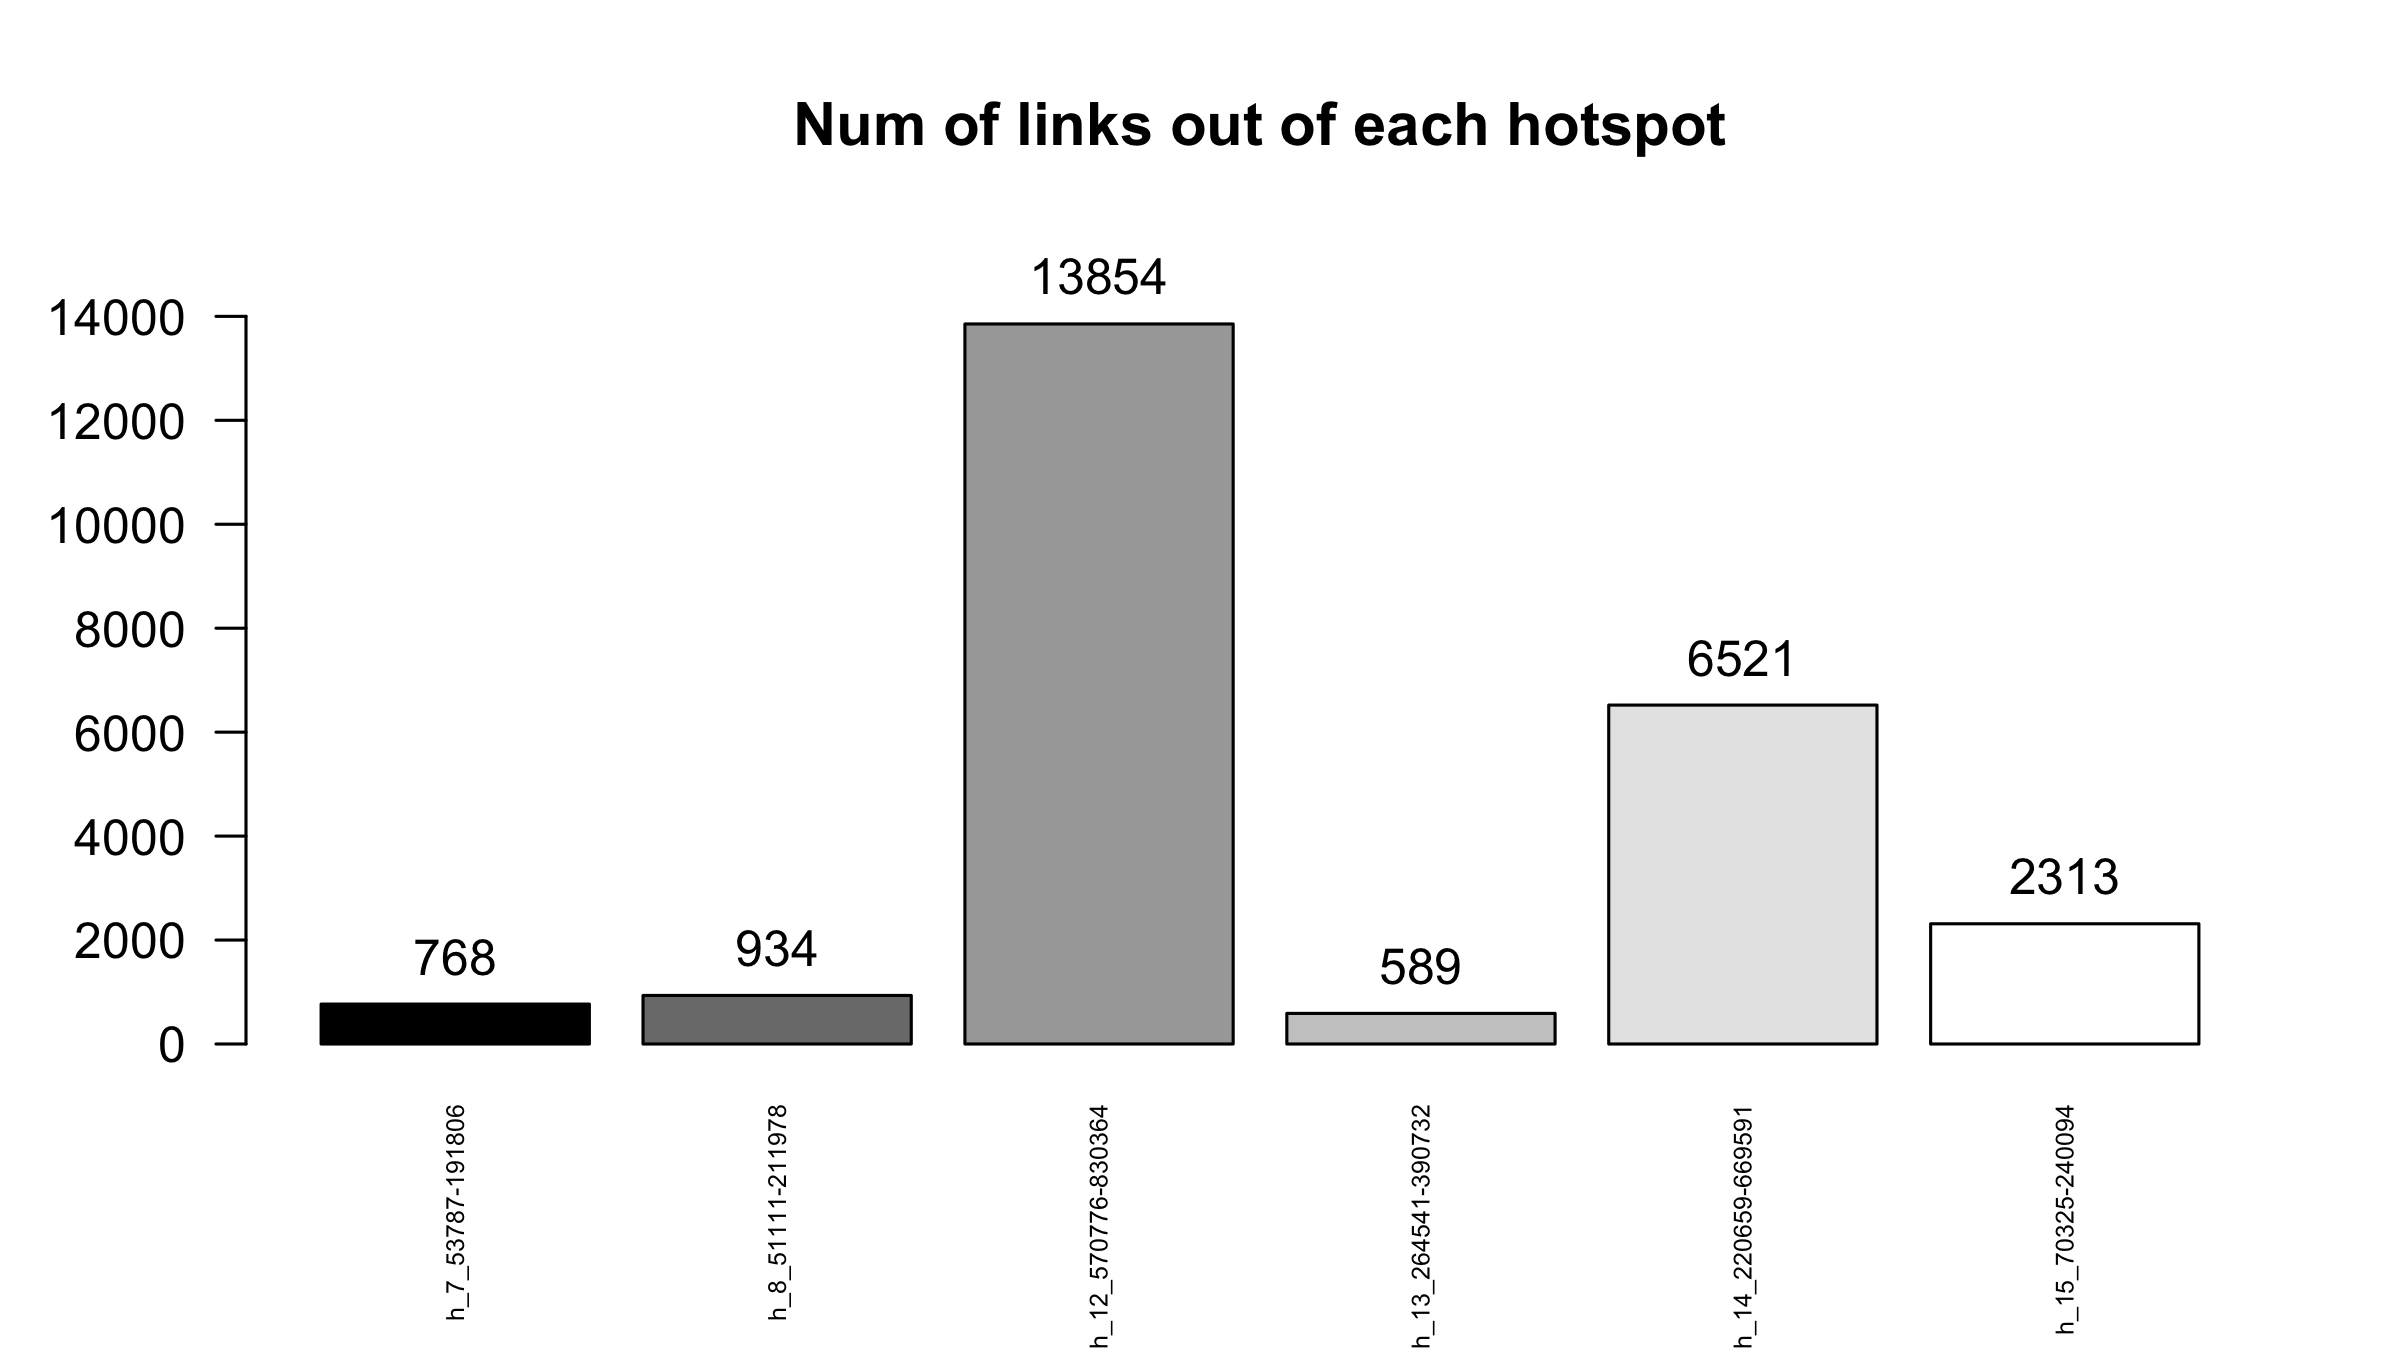 Num of links out of each hotspot
14000
12000
10000
8000
6000
4000
2000
0
768
934
13854
589
6521
2313
h_7_53787-191806
h_8_51111-211978
h_12_570776-830364
h_13_264541-390732
h_14_220659-669591
h_15_70325-240094